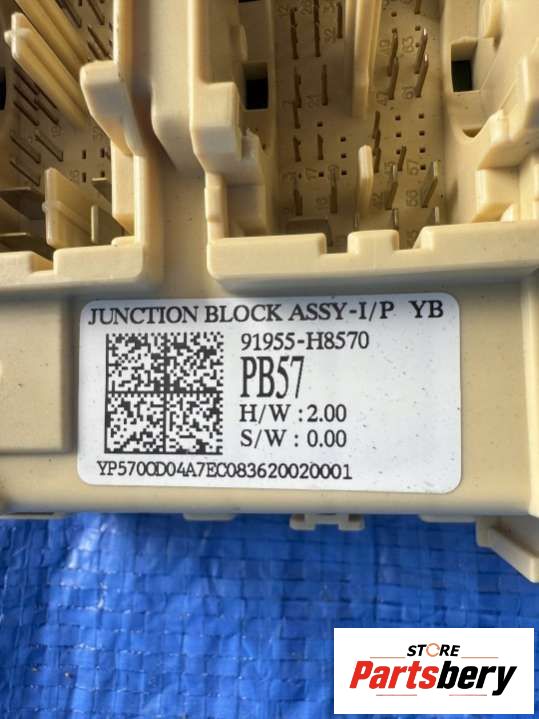 JUNCTION BLOCK ASSY-I/P YB
91955-H8570
PB57
H/W : 2.00
S/W : 0.00
YP5700D04A7EC083620020001
STORE
Partsbery